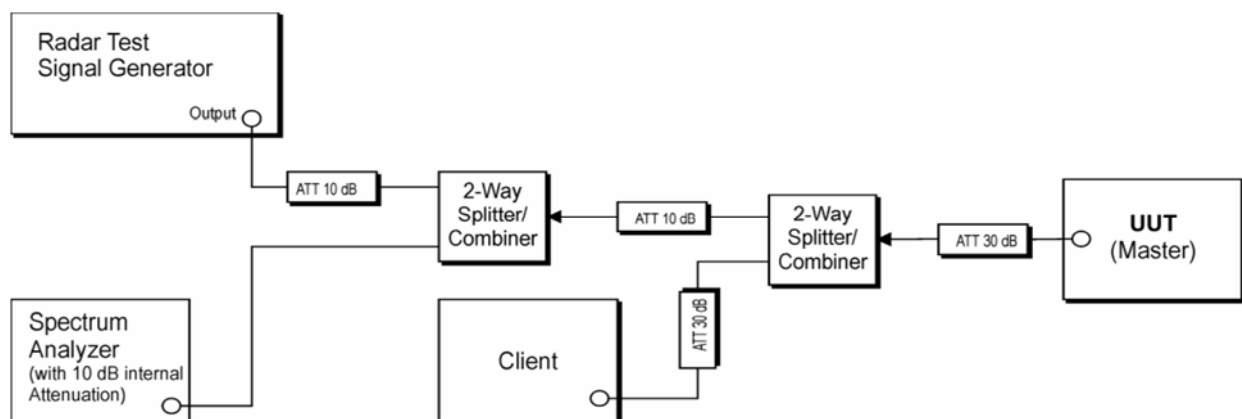 Radar Test
Signal Generator
Output
ATT 10 dB
2-Way
Splitter/
Combiner
ATT 10 dB
2-Way
Splitter/
Combiner
ATT 30 dB
UUT
(Master)
Spectrum
Analyzer
(with 10 dB internal
Attenuation)
Client
ATT 30 dB